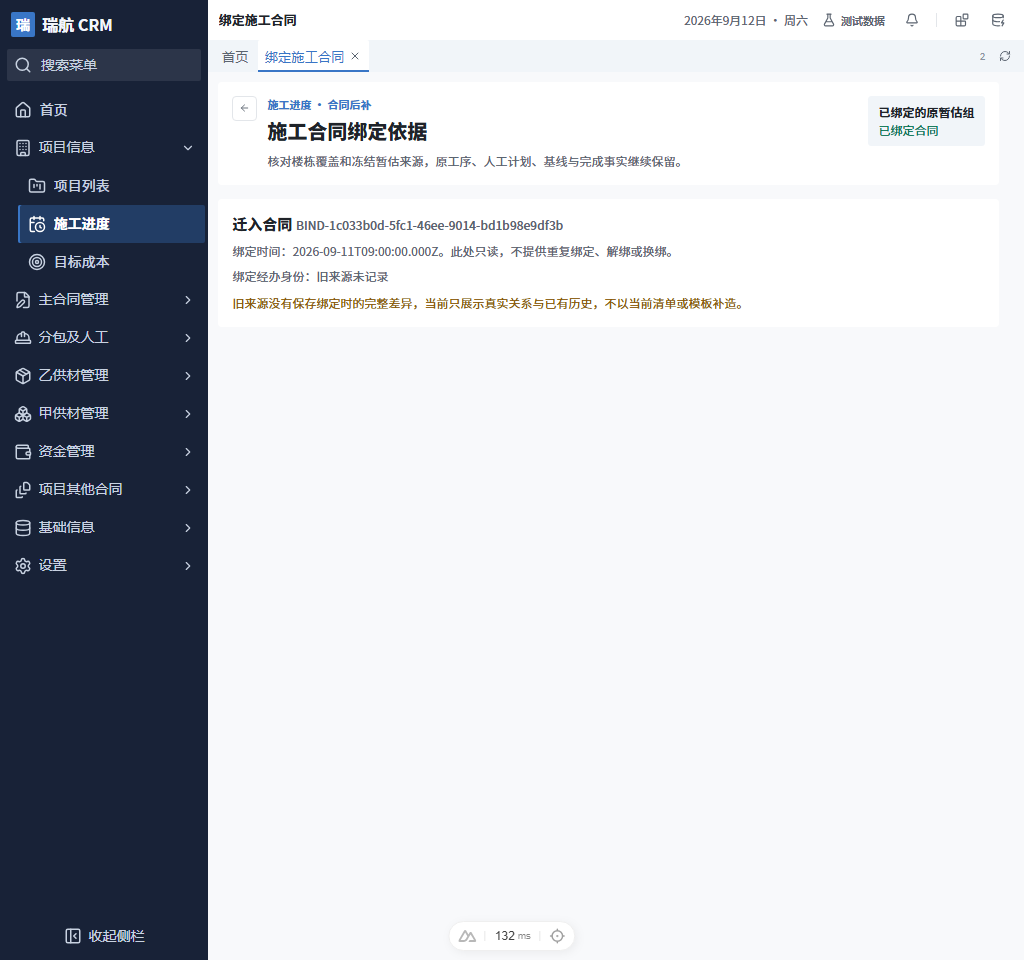 瑞 瑞航 CRM
搜索菜单
首页
项目信息
项目列表
施工进度
目标成本
主合同管理
分包及人工
乙供材管理
甲供材管理
资金管理
项目其他合同
基础信息
设置
收起侧栏
绑定施工合同
2026年9月12日 · 周六 测试数据
首页 绑定施工合同 2
施工进度 · 合同后补
施工合同绑定依据
核对楼栋覆盖和冻结暂估来源，原工序、人工计划、基线与完成事实继续保留。
已绑定的原暂估组
已绑定合同
迁入合同 BIND-1c033b0d-5fc1-46ee-9014-bd1b98e9df3b
绑定时间：2026-09-11T09:00:00.000Z。此处只读，不提供重复绑定、解绑或换绑。
绑定经办身份：旧来源未记录
旧来源没有保存绑定时的完整差异，当前只展示真实关系与已有历史，不以当前清单或模板补造。
132 ms